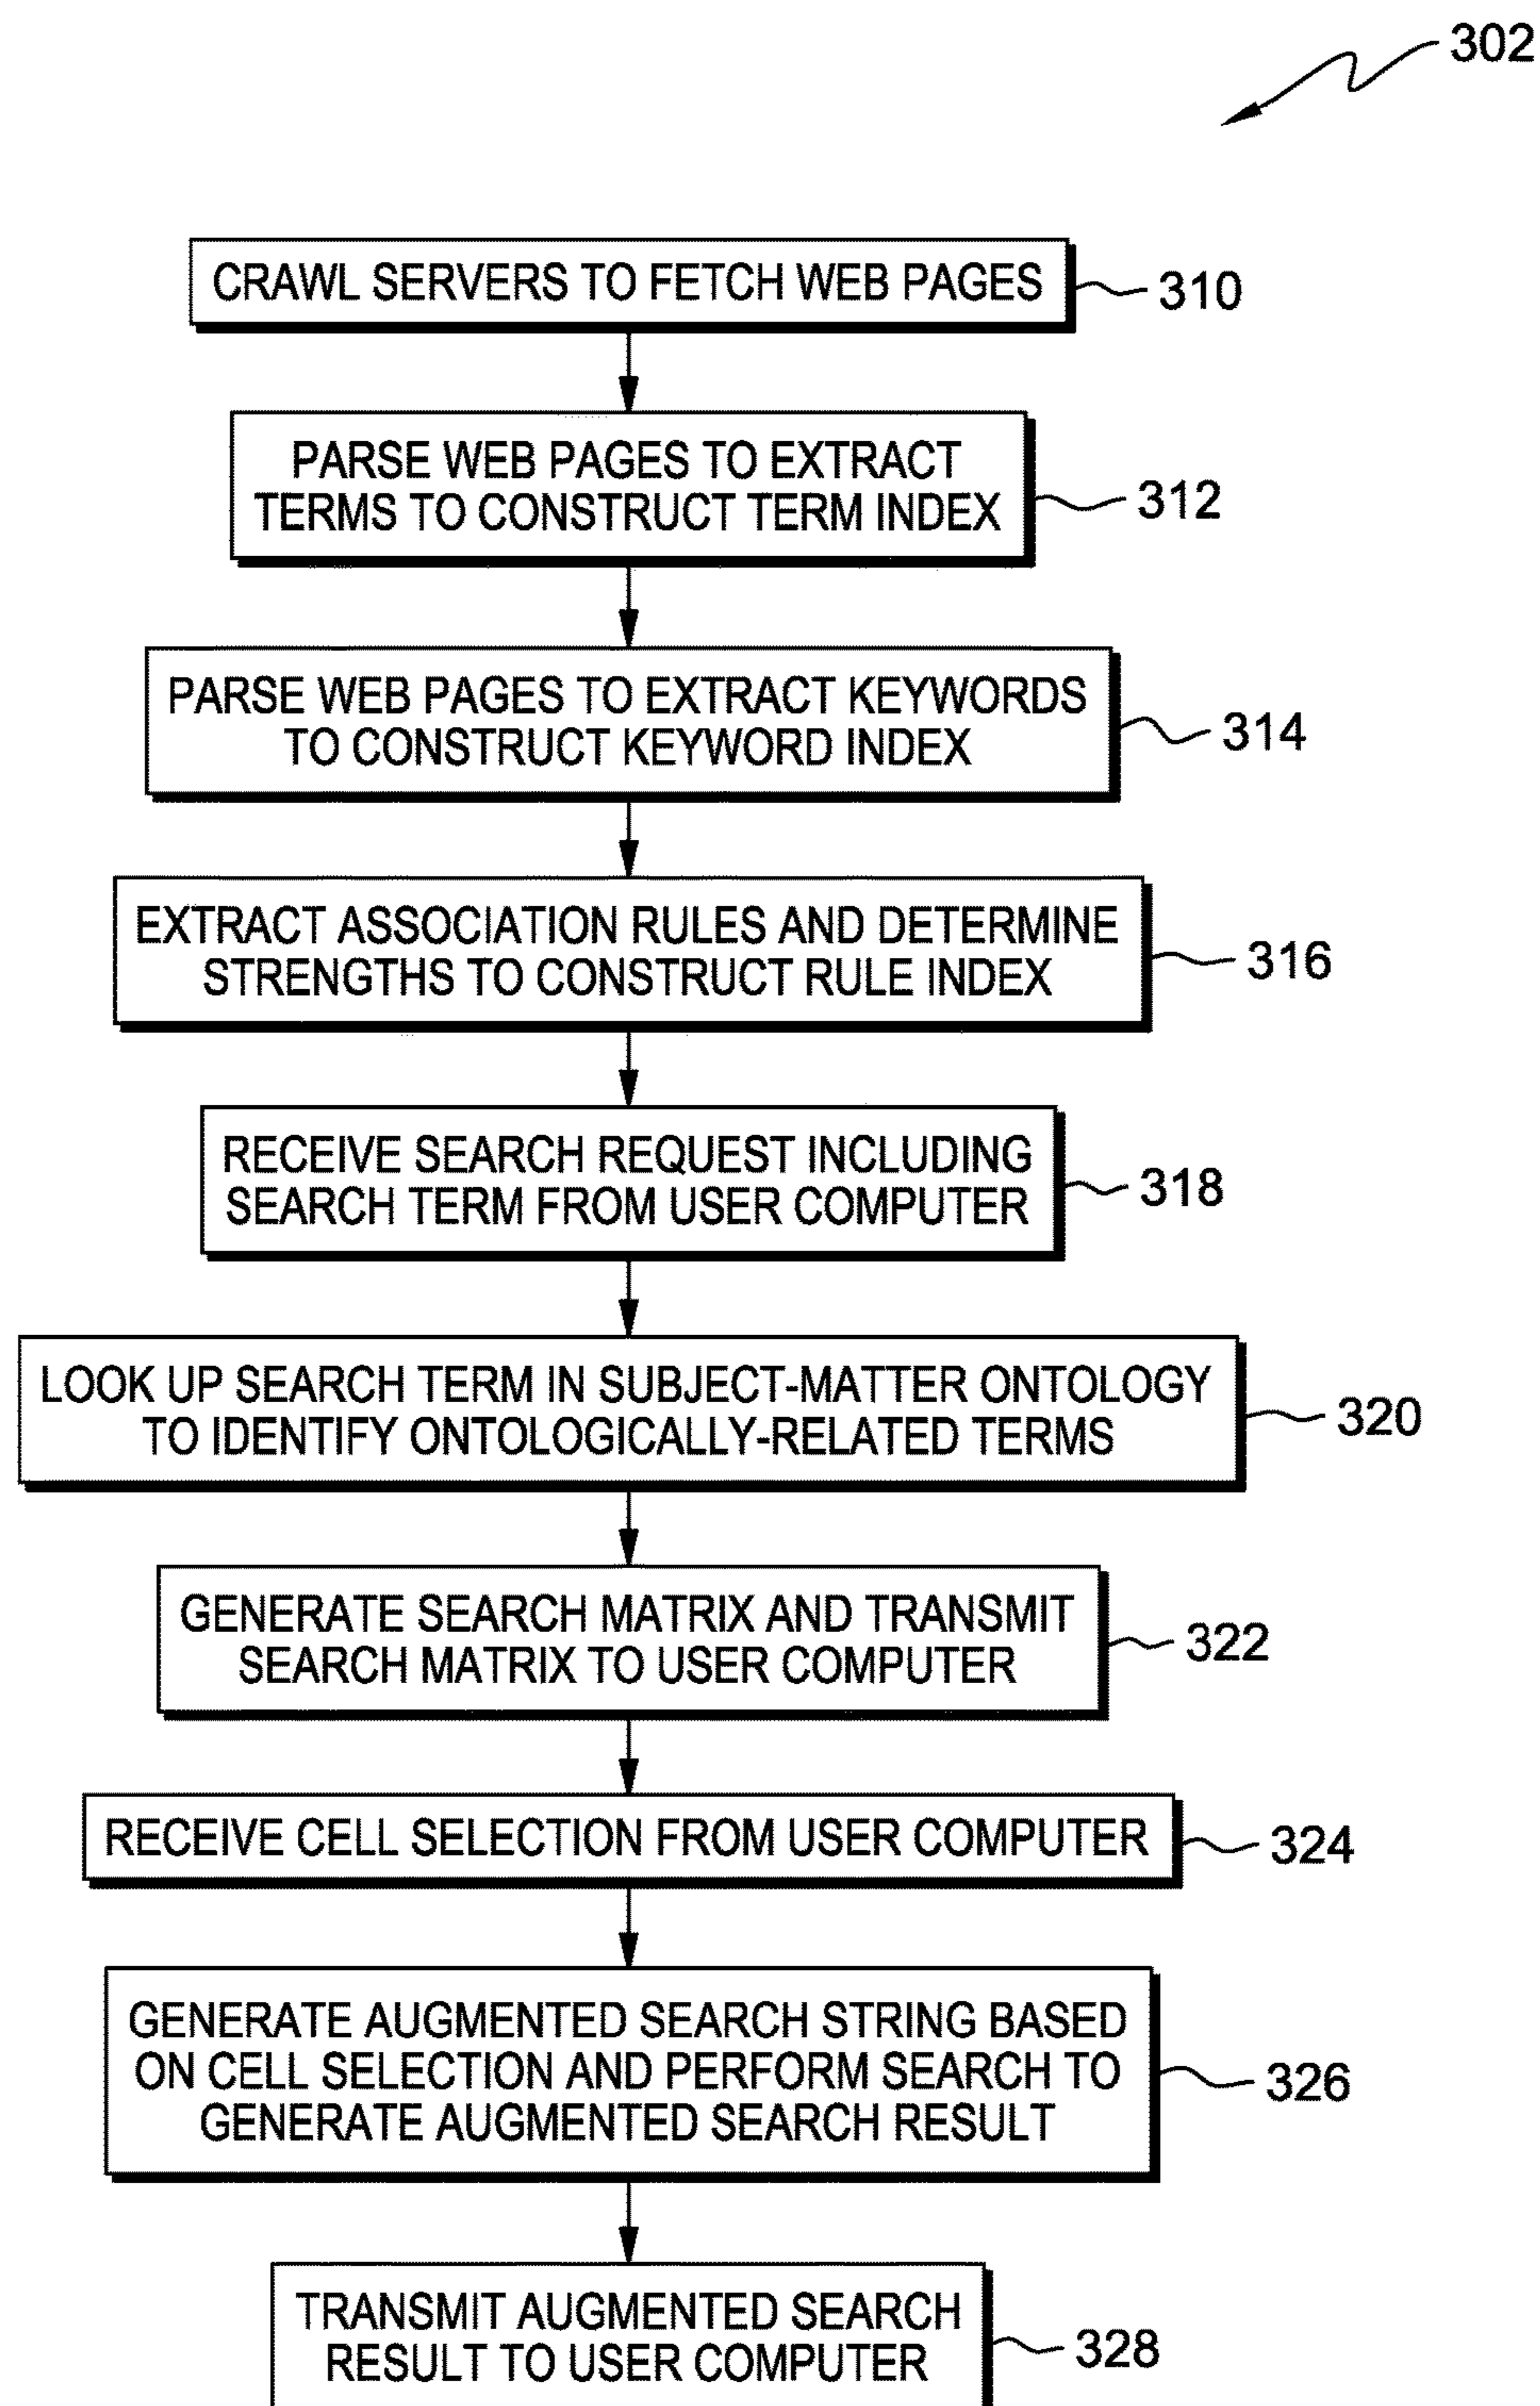 302
CRAWL SERVERS TO FETCH WEB PAGES
310
PARSE WEB PAGES TO EXTRACT
TERMS TO CONSTRUCT TERM INDEX
312
PARSE WEB PAGES TO EXTRACT KEYWORDS
TO CONSTRUCT KEYWORD INDEX
314
EXTRACT ASSOCIATION RULES AND DETERMINE
STRENGTHS TO CONSTRUCT RULE INDEX
316
RECEIVE SEARCH REQUEST INCLUDING
SEARCH TERM FROM USER COMPUTER
318
LOOK UP SEARCH TERM IN SUBJECT-MATTER ONTOLOGY
TO IDENTIFY ONTOLOGICALLY-RELATED TERMS
320
GENERATE SEARCH MATRIX AND TRANSMIT
SEARCH MATRIX TO USER COMPUTER
322
RECEIVE CELL SELECTION FROM USER COMPUTER
324
GENERATE AUGMENTED SEARCH STRING BASED
ON CELL SELECTION AND PERFORM SEARCH TO
GENERATE AUGMENTED SEARCH RESULT
326
TRANSMIT AUGMENTED SEARCH
RESULT TO USER COMPUTER
328